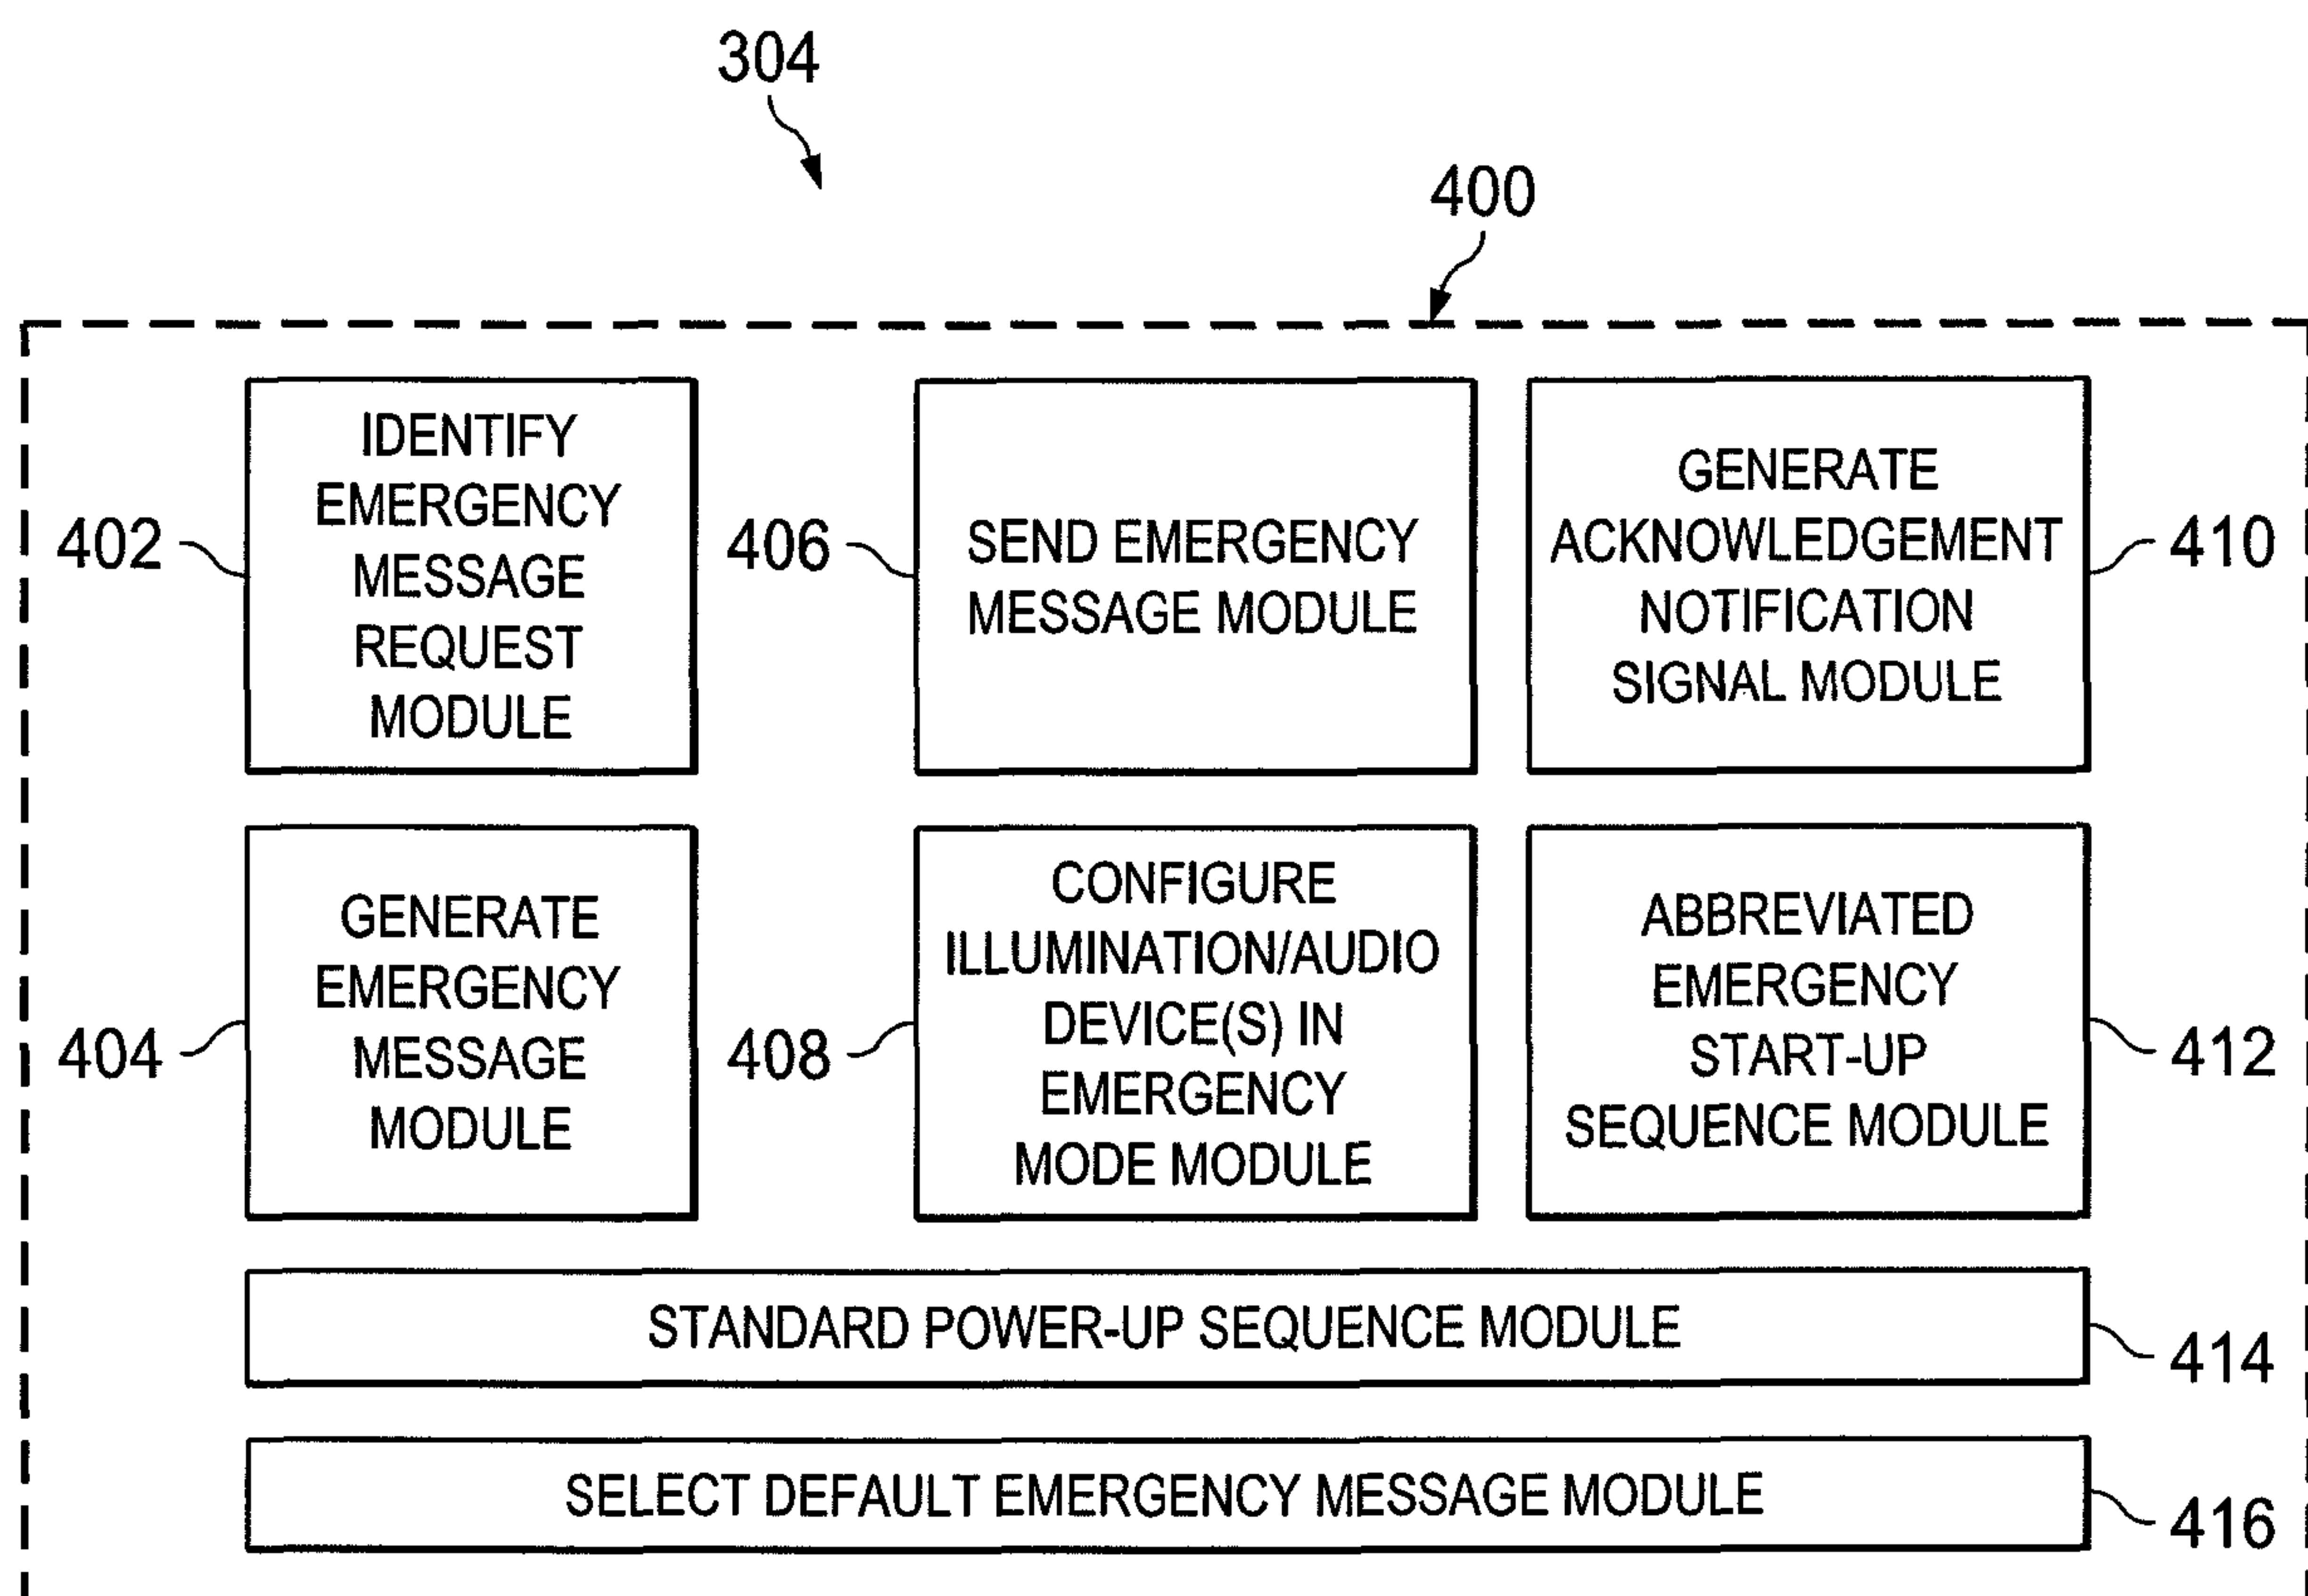 304
400
402
IDENTIFY
EMERGENCY
MESSAGE
REQUEST
MODULE
406
SEND EMERGENCY
MESSAGE MODULE
GENERATE
ACKNOWLEDGEMENT
NOTIFICATION
SIGNAL MODULE
410
404
GENERATE
EMERGENCY
MESSAGE
MODULE
408
CONFIGURE
ILLUMINATION/AUDIO
DEVICE(S) IN
EMERGENCY
MODE MODULE
ABBREVIATED
EMERGENCY
START-UP
SEQUENCE MODULE
412
STANDARD POWER-UP SEQUENCE MODULE
414
SELECT DEFAULT EMERGENCY MESSAGE MODULE
416